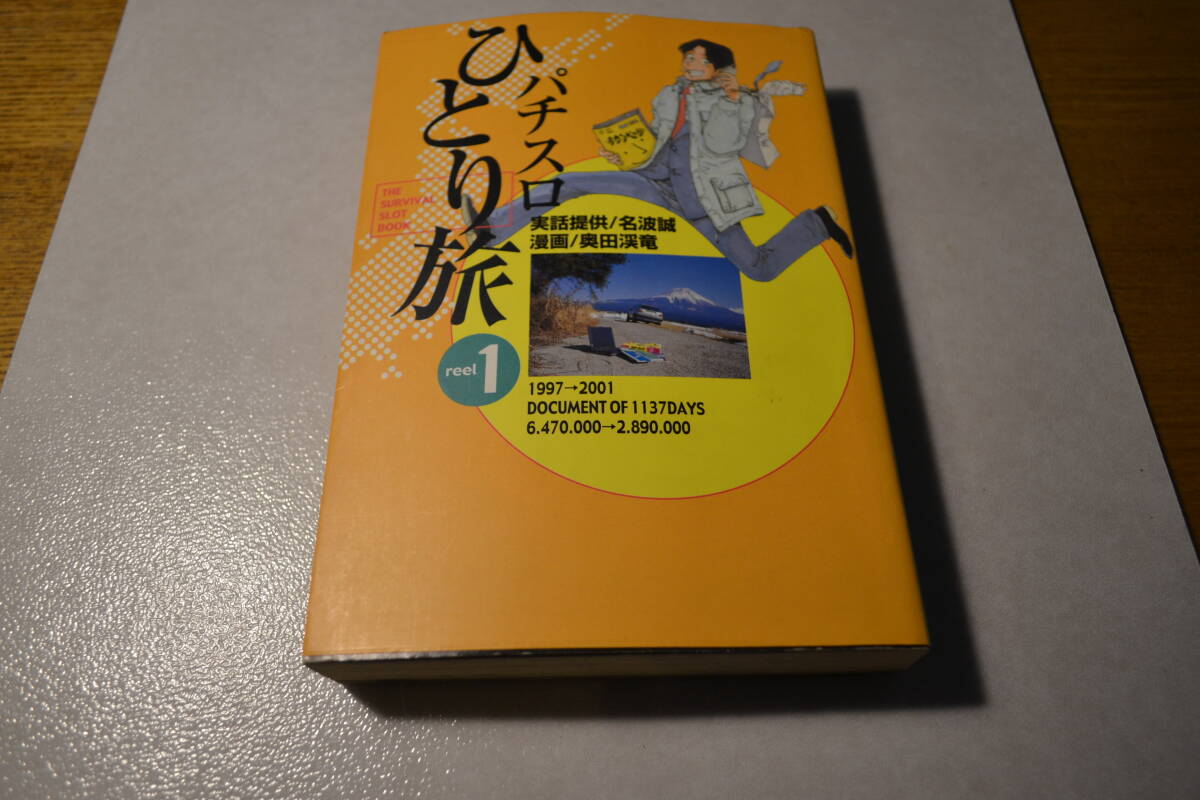 パチスロ
ひとり旅
THE
SURVIVAL
SLOT
BOOK
実話提供/名波誠
漫画/奥田渓竜
reel 1
1997→2001
DOCUMENT OF 1137DAYS
6.470.000→2.890.000